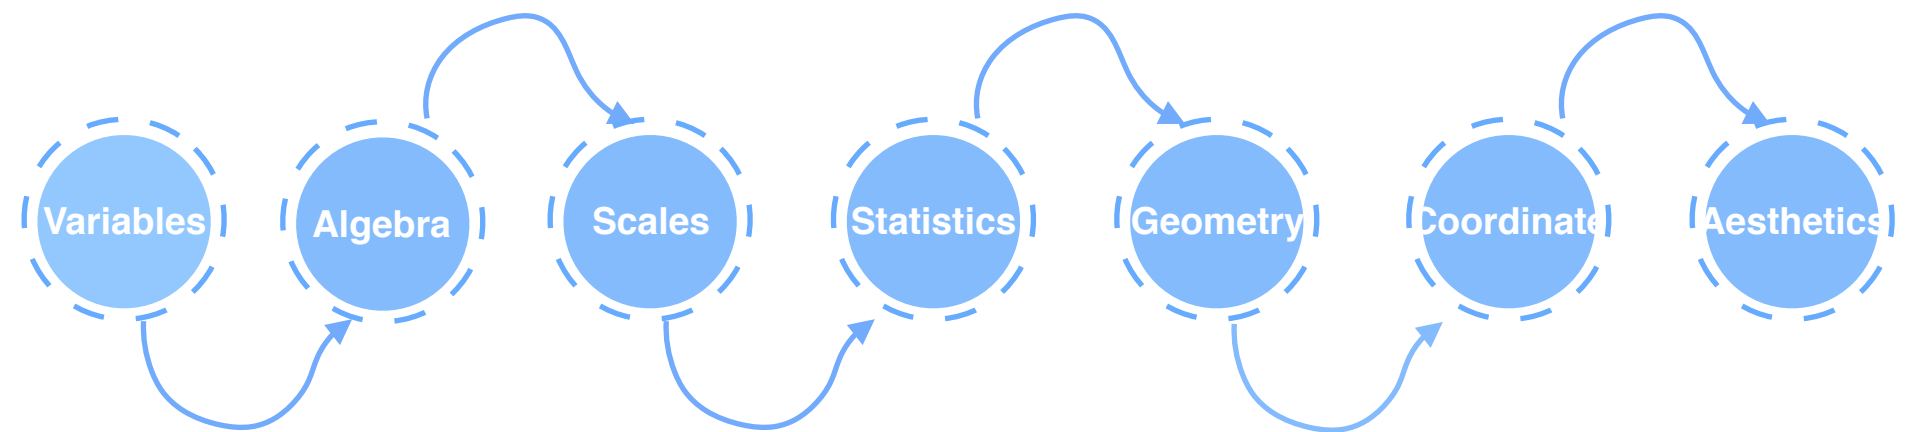 Variables
Algebra
Scales
Statistics
Geometry
Coordinate
Aesthetics